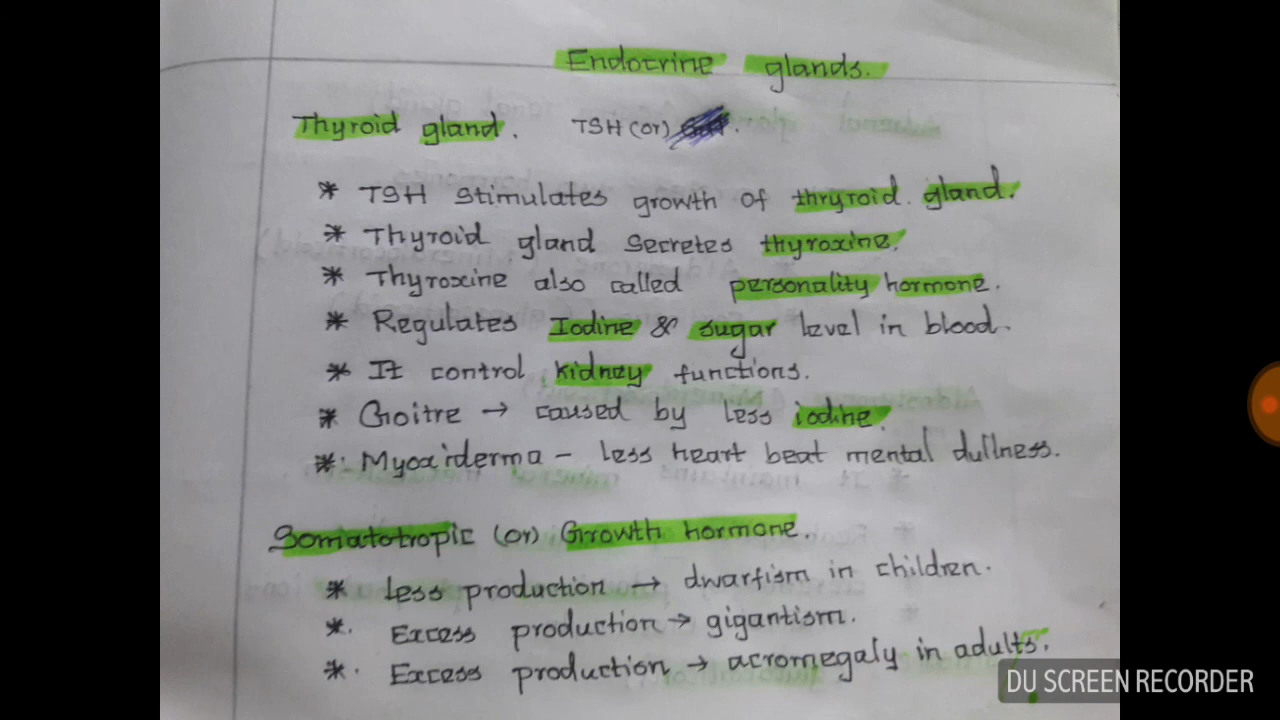 Endocrine glands.
Thyroid gland. TSH (or)
* TSH Stimulates growth of thryroid. gland.
* Thyroid gland Secretes thyroxine.
* Thyroxine also called personality hormone.
* Regulates Iodine & sugar level in blood.
* It control kidney functions.
* Goitre → caused by less iodine.
* Myoxiderma - less heart beat mental dullness.
Somatotropic (or) Growth hormone.
* Less production → dwarfism in children.
* Excess production → gigantism.
* Excess production → acromegaly in adults.
DU SCREEN RECORDER